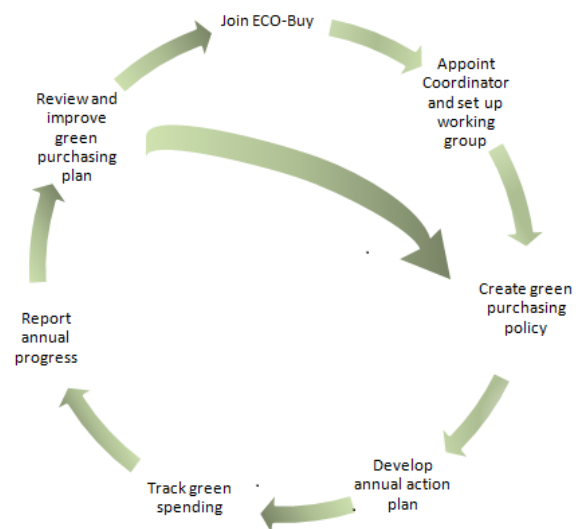 Join ECO-Buy
Appoint
Coordinator
and set up
working
group
Create green
purchasing
policy
Develop
annual action
plan
Track green
spending
Report
annual
progress
Review and
improve
green
purchasing
plan